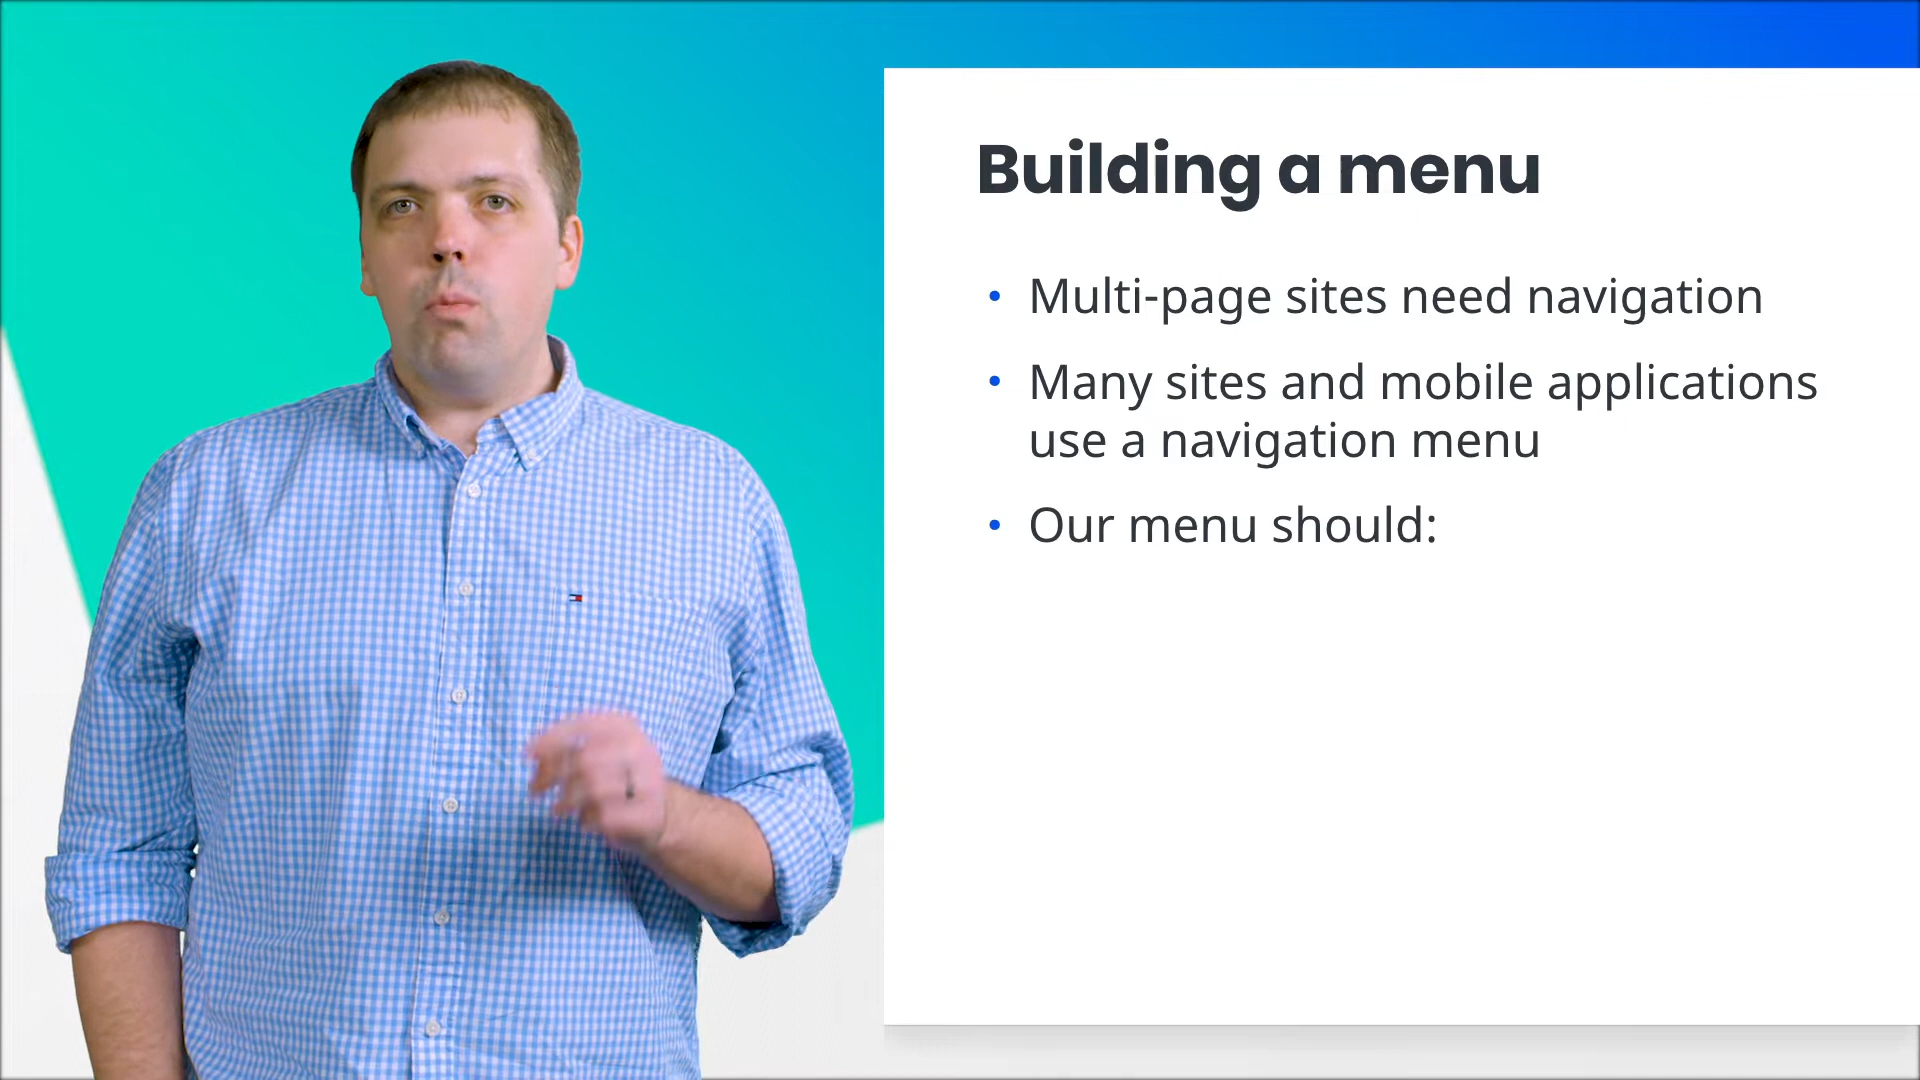 Building a menu
• Multi-page sites need navigation
• Many sites and mobile applications
use a navigation menu
• Our menu should: